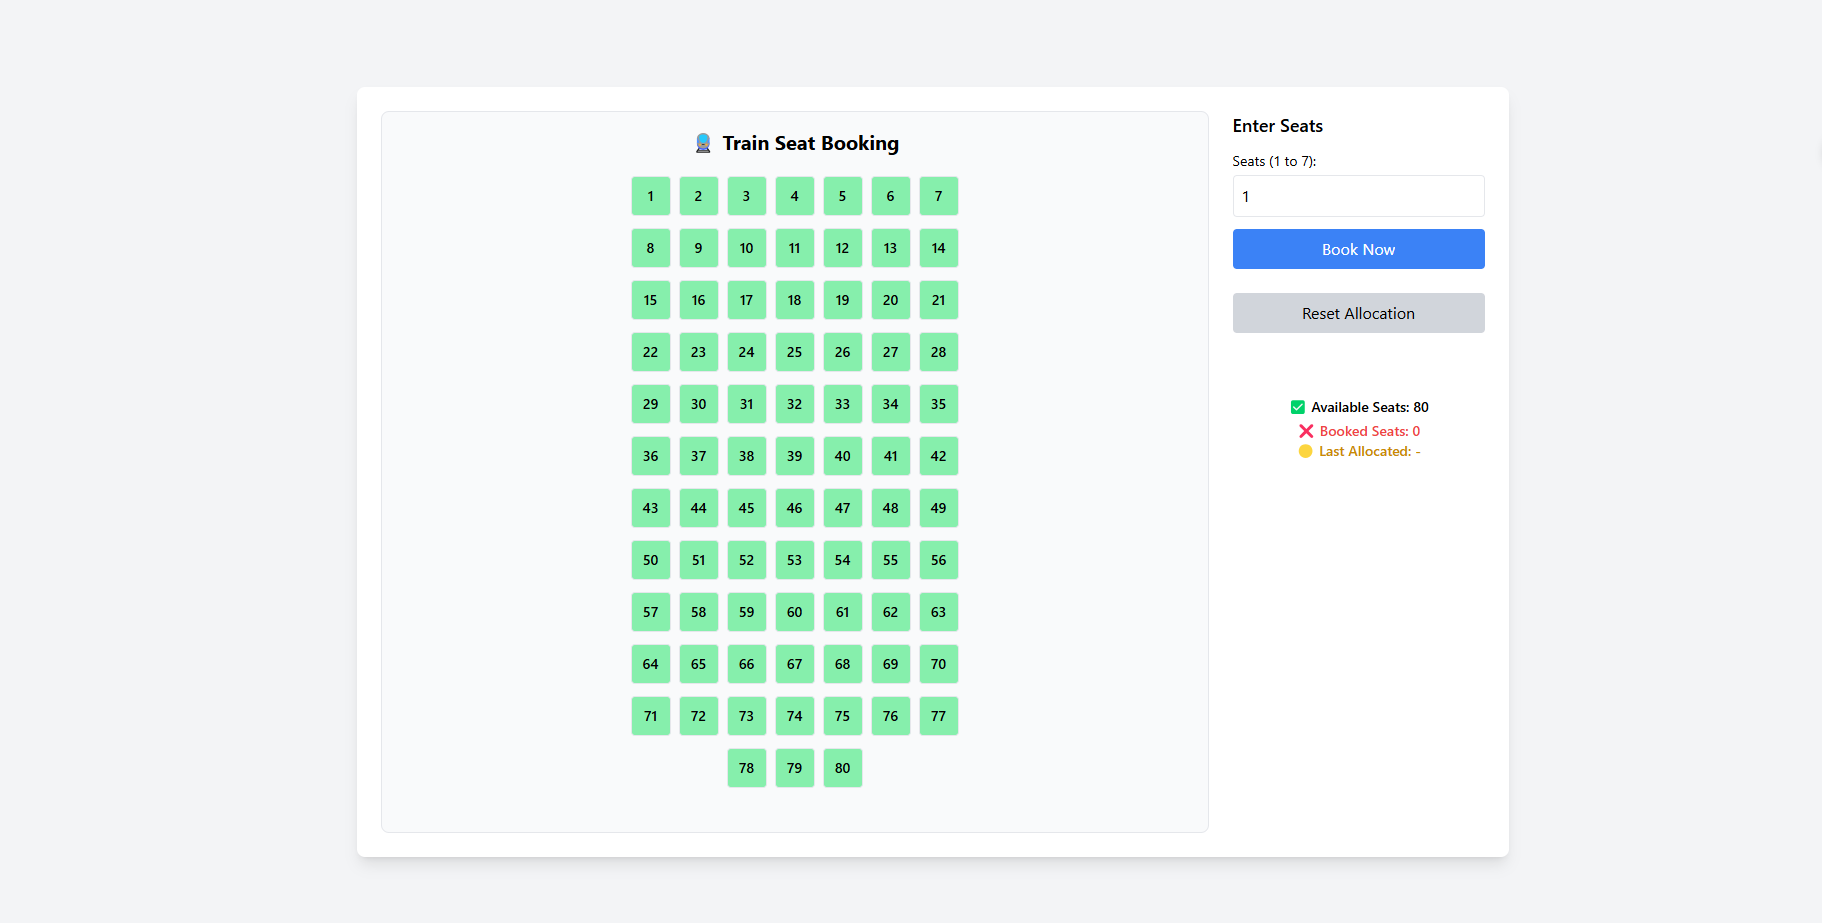 🚆 Train Seat Booking
1 2 3 4 5 6 7
8 9 10 11 12 13 14
15 16 17 18 19 20 21
22 23 24 25 26 27 28
29 30 31 32 33 34 35
36 37 38 39 40 41 42
43 44 45 46 47 48 49
50 51 52 53 54 55 56
57 58 59 60 61 62 63
64 65 66 67 68 69 70
71 72 73 74 75 76 77
78 79 80
Enter Seats
Seats (1 to 7):
1
Book Now
Reset Allocation
✅ Available Seats: 80
❌ Booked Seats: 0
🟡 Last Allocated: -